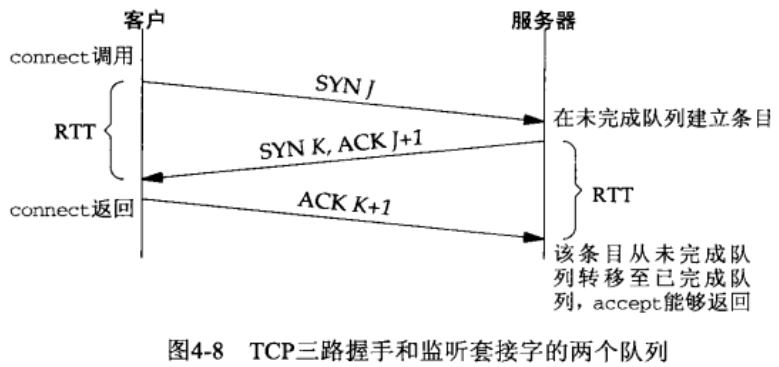 客户
服务器
connect调用
SYN J
在未完成队列建立条目
RTT
SYN K, ACK J+1
RTT
connect返回
ACK K+1
该条目从未完成队
列转移至已完成队
列，accept能够返回
图4-8 TCP三路握手和监听套接字的两个队列